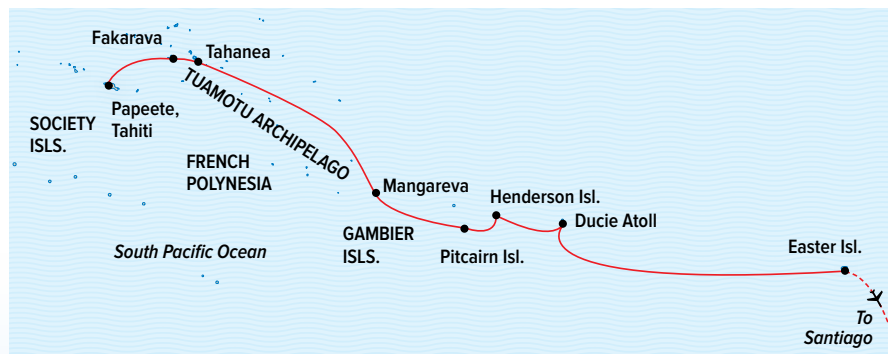 Fakarava
Tahanea
Papeete,
Tahiti
SOCIETY
ISLS.
TUAMOTU ARCHIPELAGO
FRENCH
POLYNESIA
Mangareva
Henderson Isl.
Ducie Atoll
GAMBIER
ISLS.
Pitcairn Isl.
South Pacific Ocean
Easter Isl.
To
Santiago